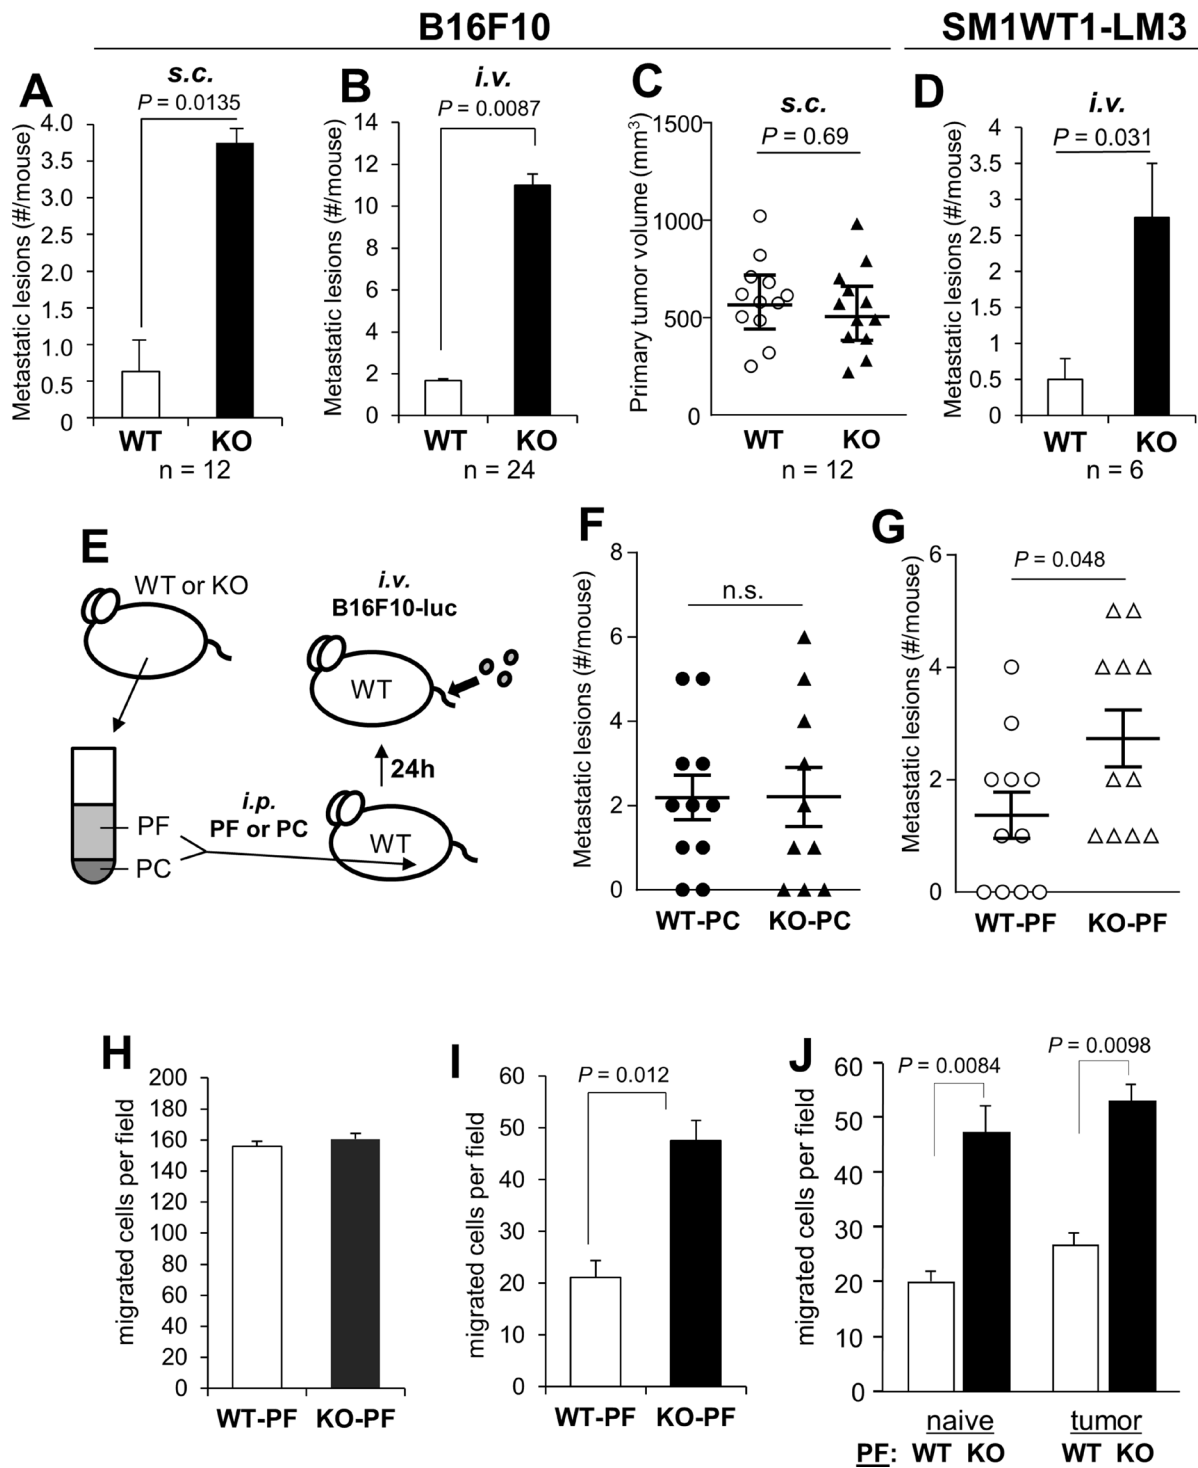 B16F10
SM1WT1-LM3
A
s.c.
P = 0.0135
Metastatic lesions (#/mouse)
4.0
3.5
3.0
2.5
2.0
1.5
1.0
0.5
0
WT KO
n = 12
B
i.v.
P = 0.0087
Metastatic lesions (#/mouse)
14
12
10
8
6
4
2
0
WT KO
n = 24
C
s.c.
P = 0.69
Primary tumor volume (mm³)
1500
1000
500
0
WT KO
n = 12
D
i.v.
P = 0.031
Metastatic lesions (#/mouse)
4
3.5
3
2.5
2
1.5
1
0.5
0
WT KO
n = 6
E
WT or KO
i.v.
B16F10-luc
WT
24h
i.p.
PF or PC
WT
PF
PC
F
n.s.
Metastatic lesions (#/mouse)
8
6
4
2
0
WT-PC KO-PC
G
P = 0.048
Metastatic lesions (#/mouse)
6
4
2
0
WT-PF KO-PF
H
migrated cells per field
200
180
160
140
120
100
80
60
40
20
0
WT-PF KO-PF
I
P = 0.012
migrated cells per field
60
50
40
30
20
10
0
WT-PF KO-PF
J
P = 0.0084
P = 0.0098
migrated cells per field
60
50
40
30
20
10
0
naive tumor
PF: WT KO WT KO